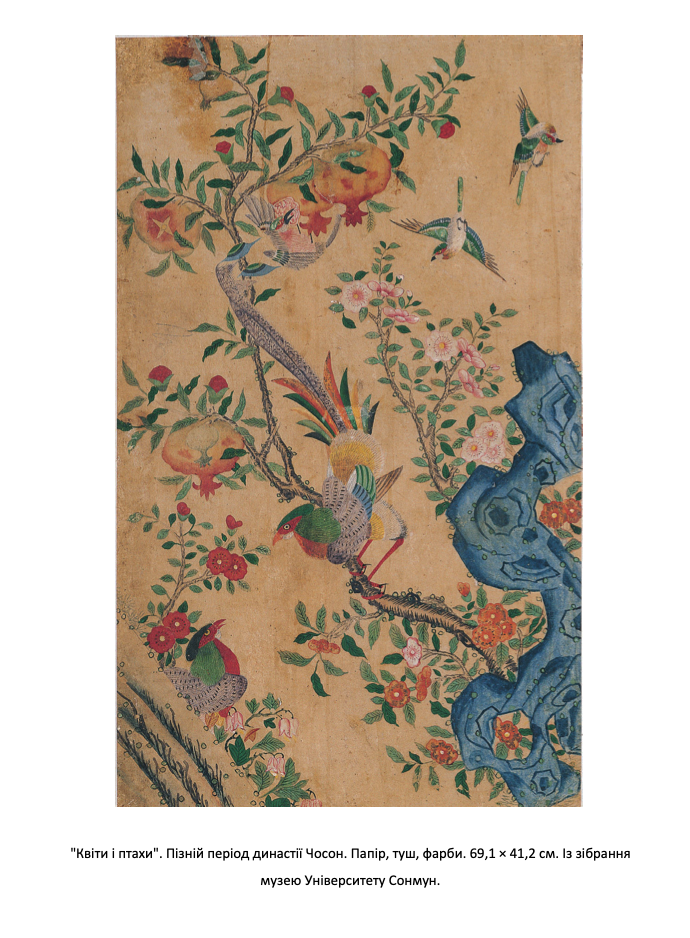 "Квіти і птахи". Пізній період династії Чосон. Папір, туш, фарби. 69,1 × 41,2 см. Із зібрання
музею Університету Сонмун.